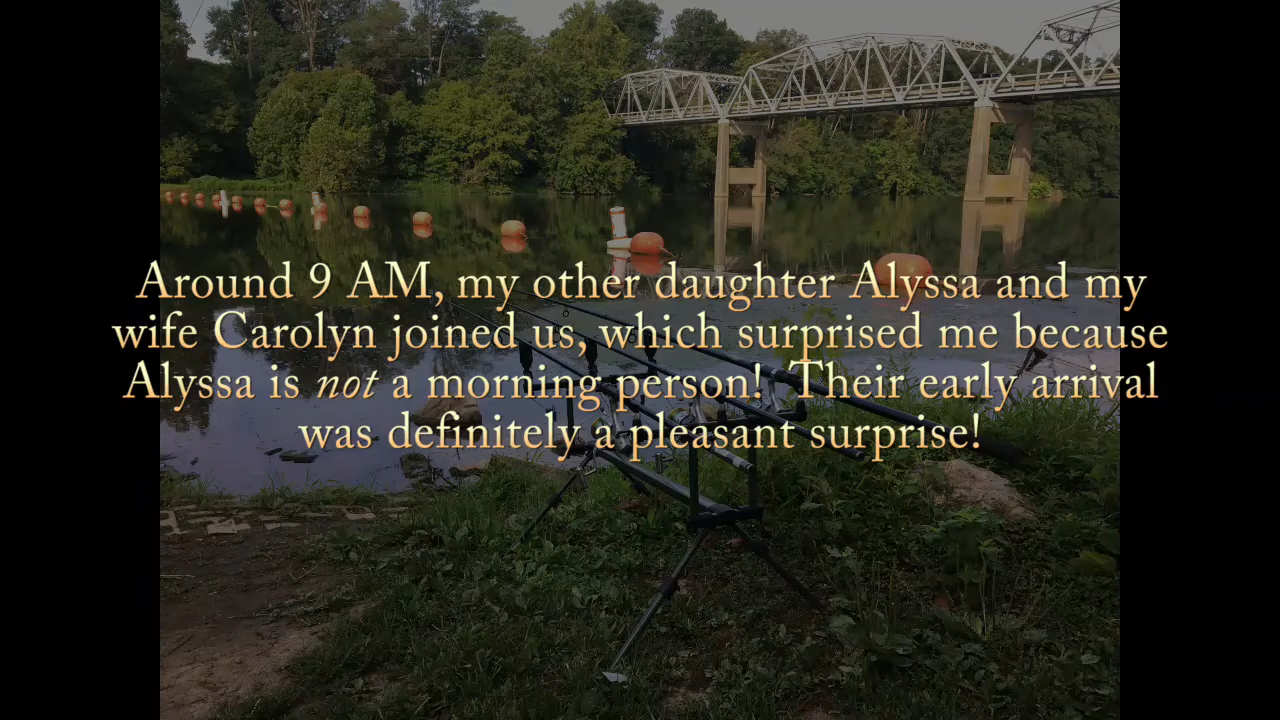 Around 9 AM, my other daughter Alyssa and my
wife Carolyn joined us, which surprised me because
Alyssa is not a morning person!  Their early arrival
was definitely a pleasant surprise!